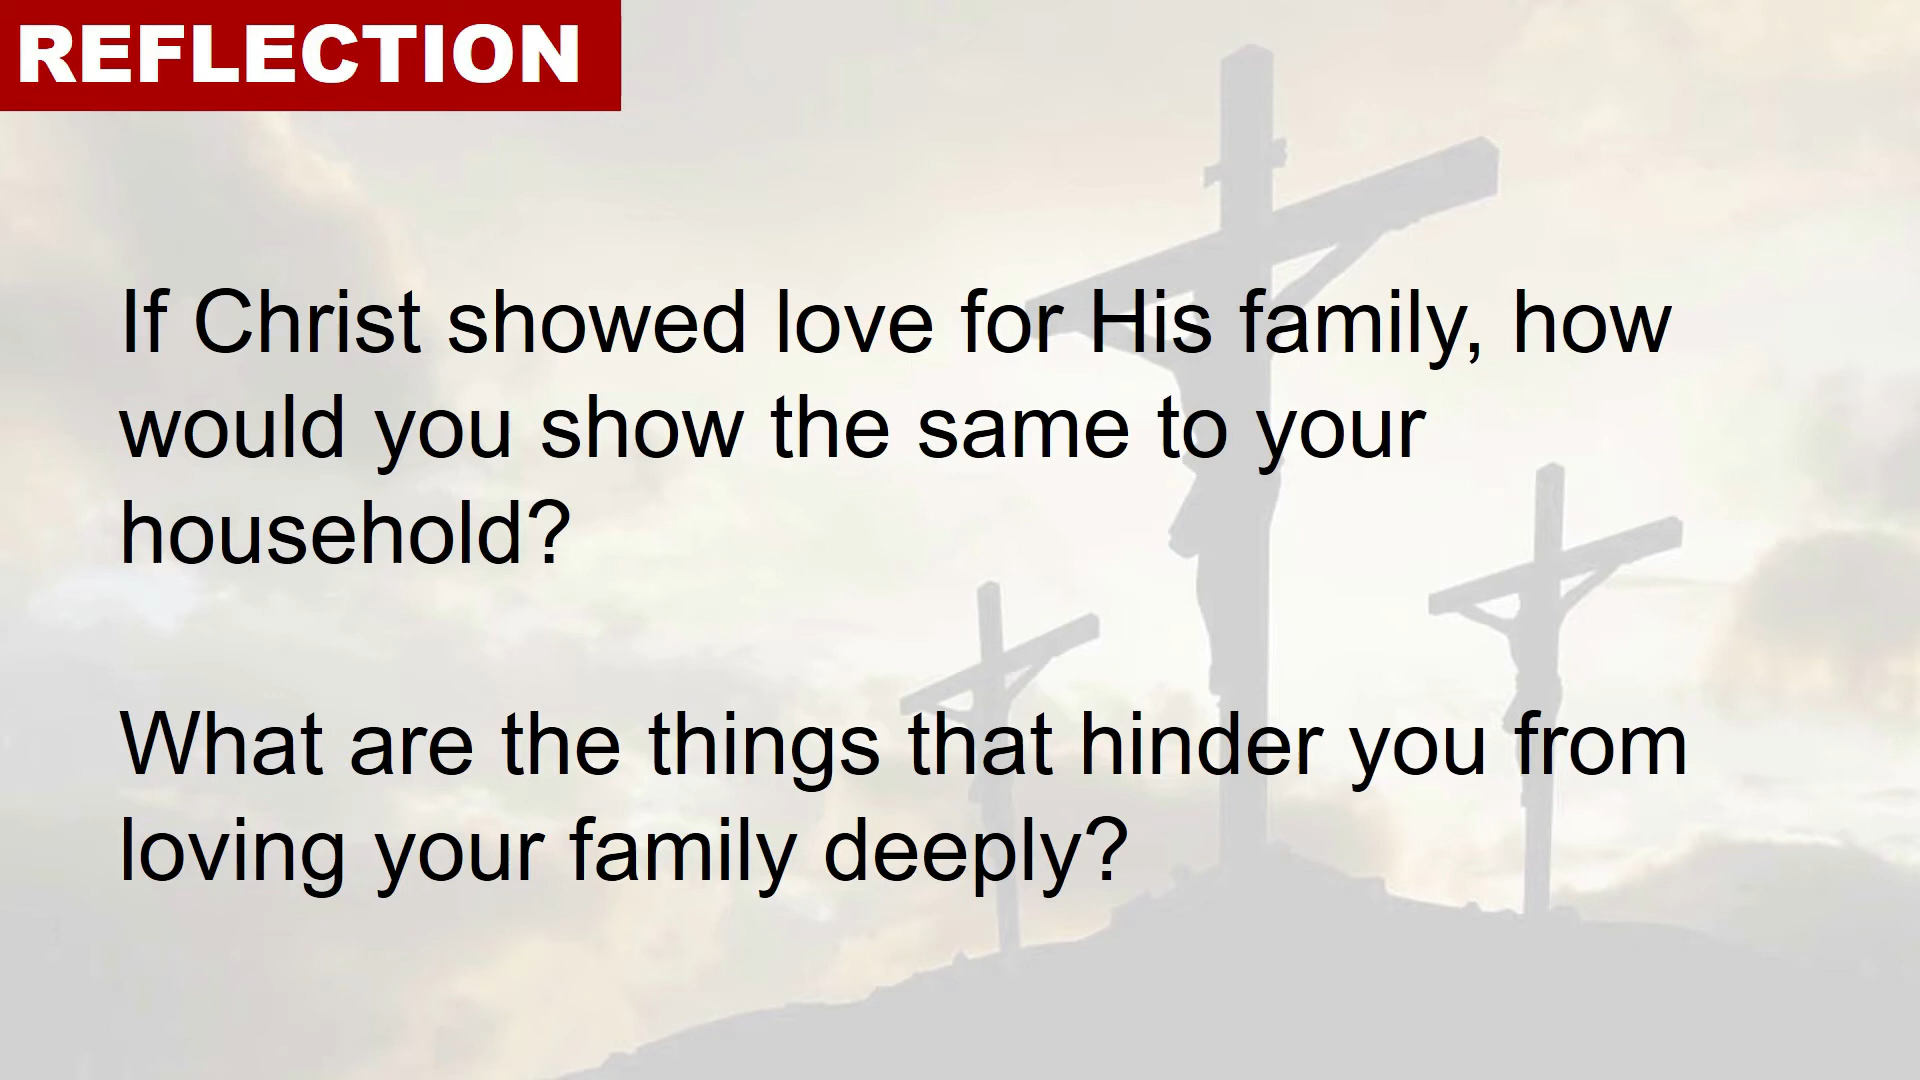 REFLECTION
If Christ showed love for His family, how
would you show the same to your
household?
What are the things that hinder you from
loving your family deeply?